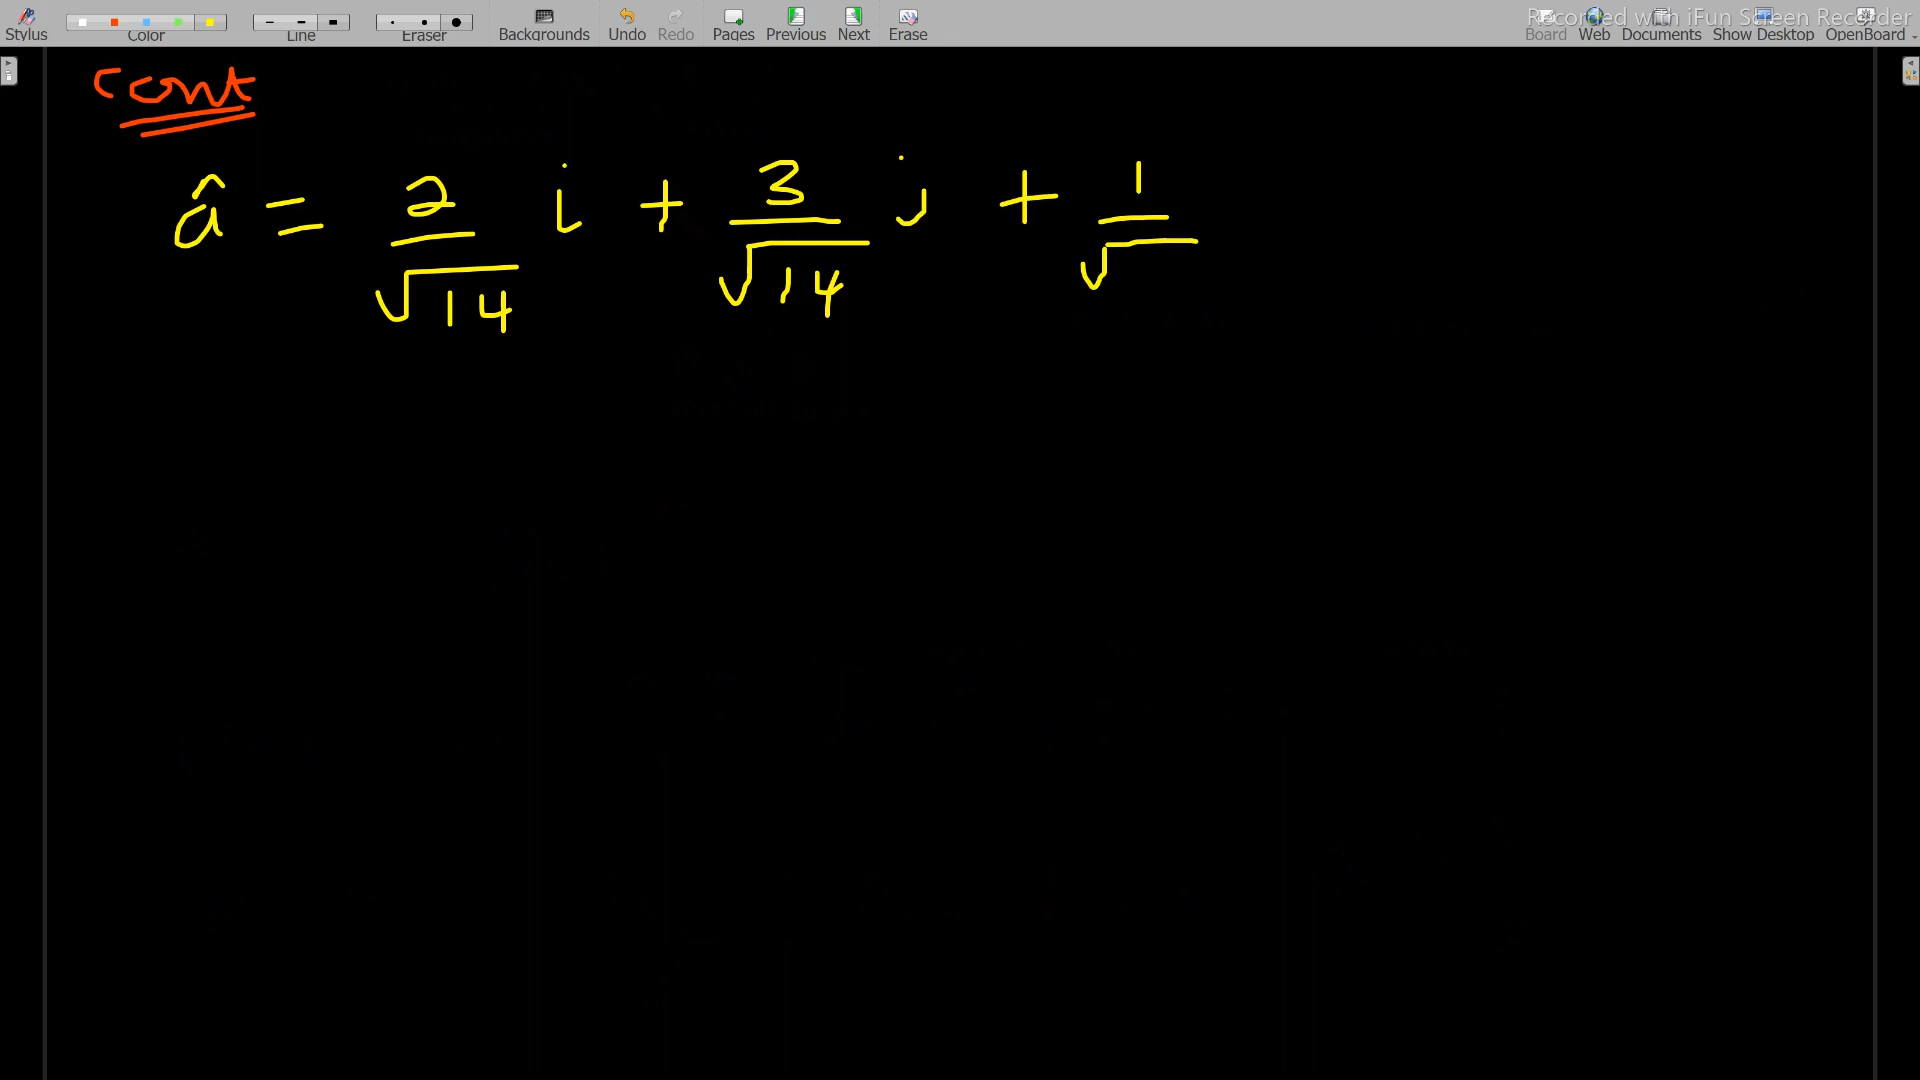 Recorded with iFun Screen Recorder
Stylus Color Line Eraser Backgrounds Undo Redo Pages Previous Next Erase Board Web Documents Show Desktop OpenBoard
cont
â = 2/√14 i + 3/√14 j + 1/√